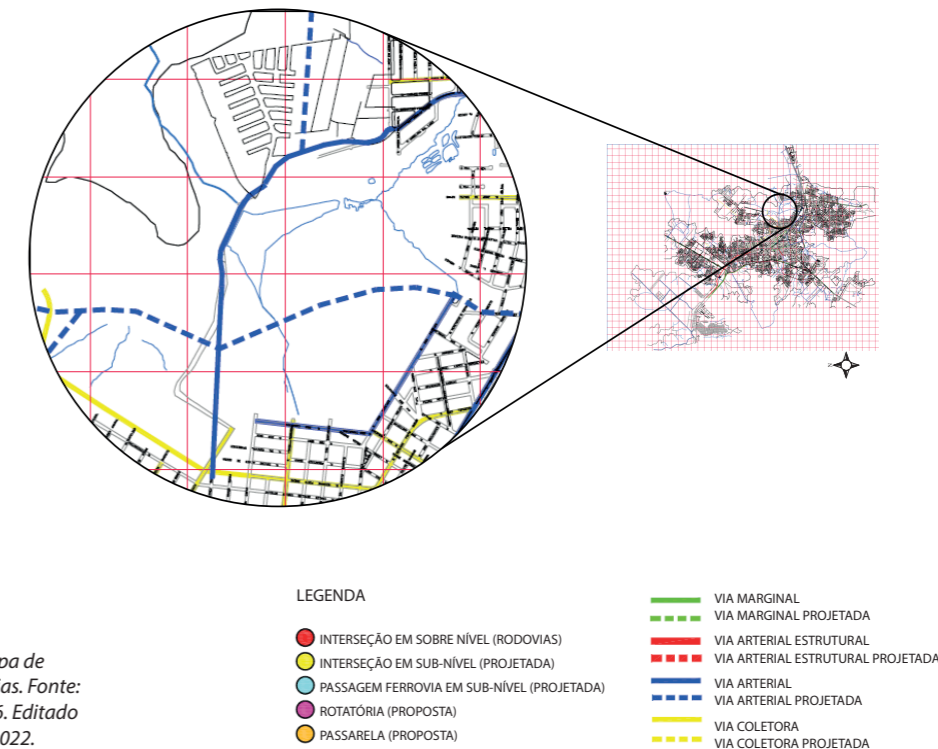 LEGENDA
INTERSEÇÃO EM SOBRE NÍVEL (RODOVIAS)
INTERSEÇÃO EM SUB-NÍVEL (PROJETADA)
PASSAGEM FERROVIA EM SUB-NÍVEL (PROJETADA)
ROTATÓRIA (PROPOSTA)
PASSARELA (PROPOSTA)
VIA MARGINAL
VIA MARGINAL PROJETADA
VIA ARTERIAL ESTRUTURAL
VIA ARTERIAL ESTRUTURAL PROJETADA
VIA ARTERIAL
VIA ARTERIAL PROJETADA
VIA COLETORA
VIA COLETORA PROJETADA
pa de
as. Fonte:
. Editado
022.